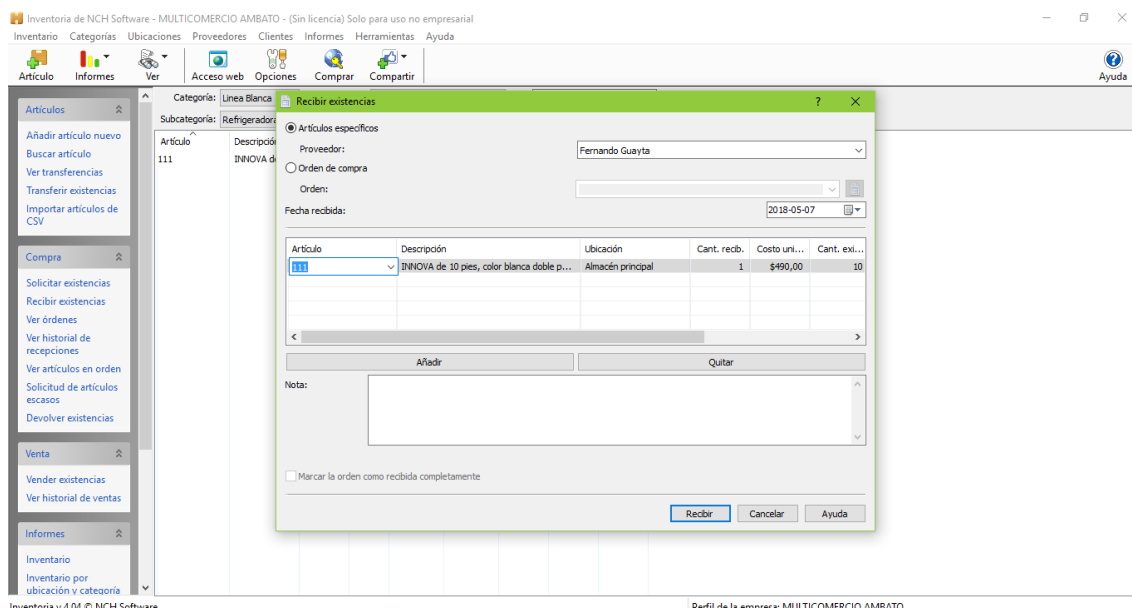 Inventoria de NCH Software - MULTICOMERCIO AMBATO - (Sin licencia) Solo para uso no empresarial
Inventario Categorías Ubicaciones Proveedores Clientes Informes Herramientas Ayuda
Artículo Informes Ver Acceso web Opciones Comprar Compartir Ayuda
Artículos
Añadir artículo nuevo
Buscar artículo
Ver transferencias
Transferir existencias
Importar artículos de
CSV
Compra
Solicitar existencias
Recibir existencias
Ver órdenes
Ver historial de
recepciones
Ver artículos en orden
Solicitud de artículos
escasos
Devolver existencias
Venta
Vender existencias
Ver historial de ventas
Informes
Inventario
Inventario por
ubicación y categoría
Categoría: Linea Blanca
Subcategoría: Refrigeradora
Artículo Descripción
111 INNOVA de
Recibir existencias ?
Artículos específicos
Proveedor: Fernando Guayta
Orden de compra
Orden:
Fecha recibida: 2018-05-07
Artículo Descripción Ubicación Cant. recib. Costo uni... Cant. exi...
111 INNOVA de 10 pies, color blanca doble p... Almacén principal 1 $490,00 10
Añadir Quitar
Nota:
Marcar la orden como recibida completamente
Recibir Cancelar Ayuda
Inventoria v 4.04 © NCH Software Perfil de la empresa: MULTICOMERCIO AMBATO